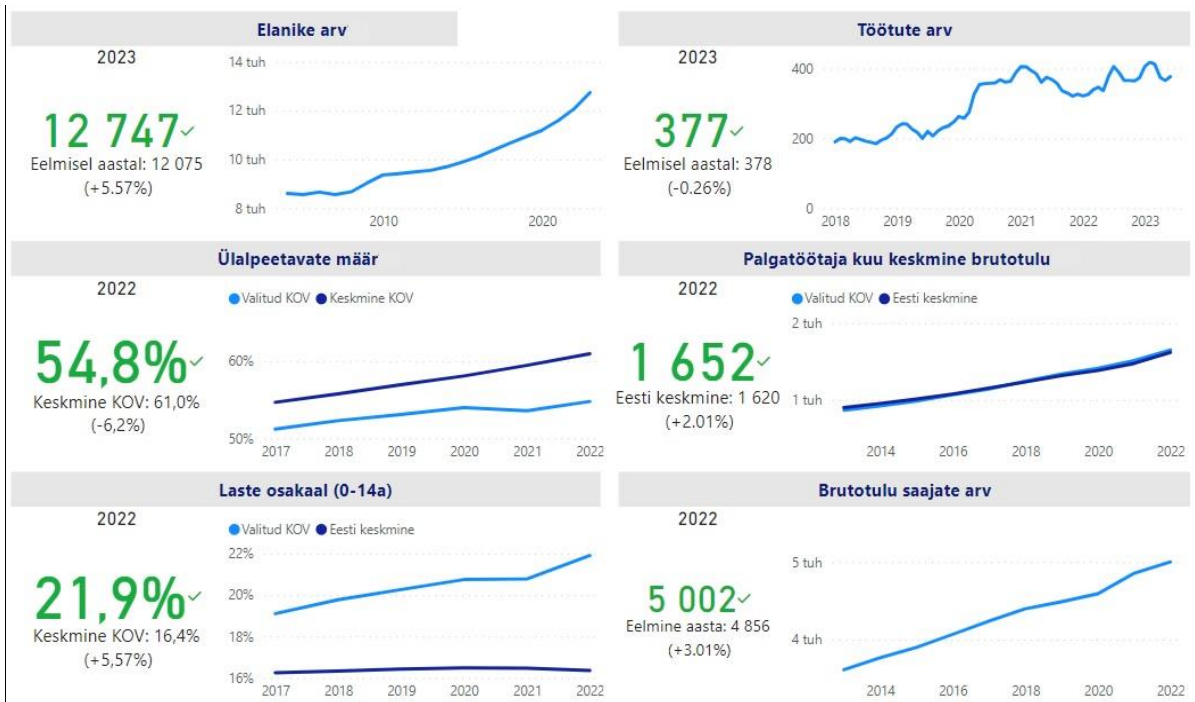 Elanike arv
2023
12 747
Eelmisel aastal: 12 075
(+5.57%)
14 tuh
12 tuh
10 tuh
8 tuh
2010
2020
Töötute arv
2023
377
Eelmisel aastal: 378
(-0.26%)
400
200
0
2018
2019
2020
2021
2022
2023
Ülalpeetavate määr
2022
54,8%
Keskmine KOV: 61,0%
(-6,2%)
Valitud KOV
Keskmine KOV
60%
50%
2017
2018
2019
2020
2021
2022
Palgatöötaja kuu keskmine brutotulu
2022
1 652
Eesti keskmine: 1 620
(+2.01%)
Valitud KOV
Eesti keskmine
2 tuh
1 tuh
2014
2016
2018
2020
2022
Laste osakaal (0-14a)
2022
21,9%
Keskmine KOV: 16,4%
(+5,57%)
Valitud KOV
Eesti keskmine
22%
20%
18%
16%
2017
2018
2019
2020
2021
2022
Brutotulu saajate arv
2022
5 002
Eelmine aasta: 4 856
(+3.01%)
5 tuh
4 tuh
2014
2016
2018
2020
2022